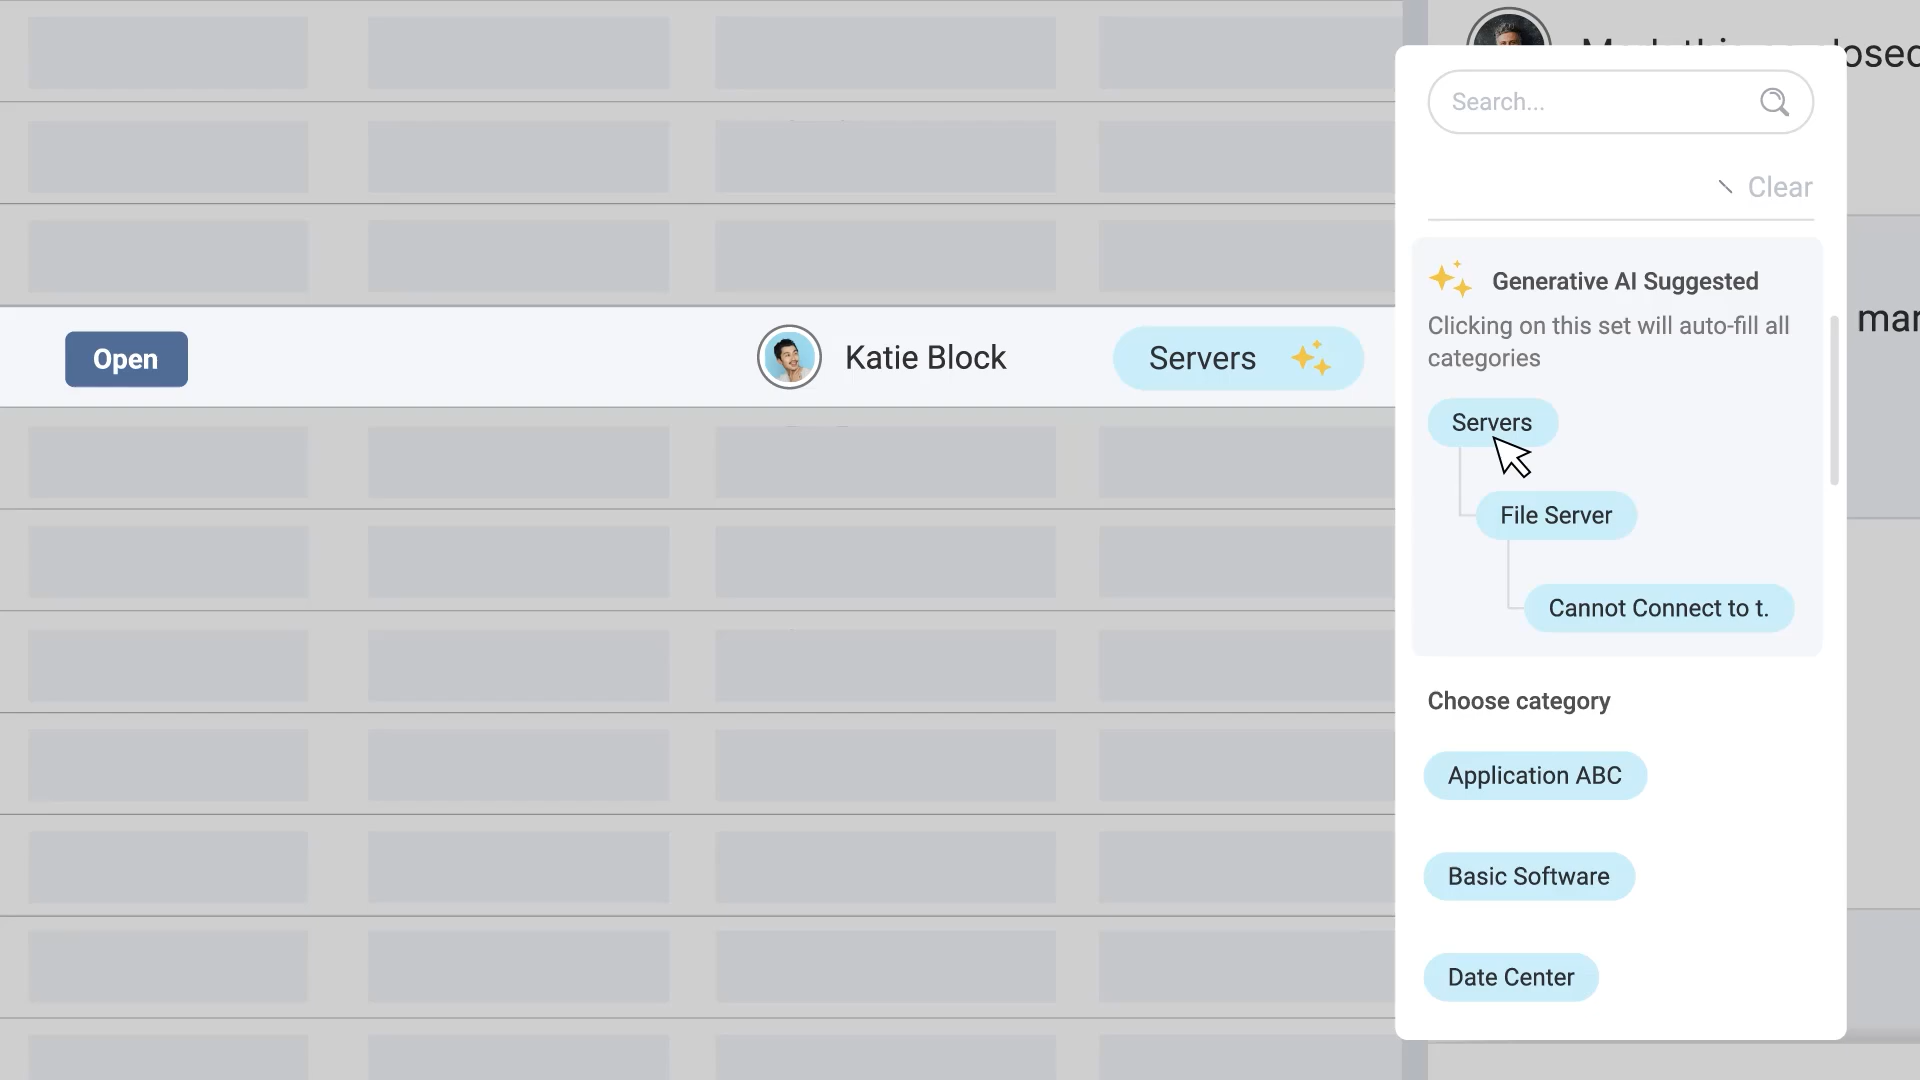 Search...
Clear
Generative AI Suggested
Clicking on this set will auto-fill all
categories
Open
Katie Block
Servers
Servers
File Server
Cannot Connect to t.
Choose category
Application ABC
Basic Software
Date Center